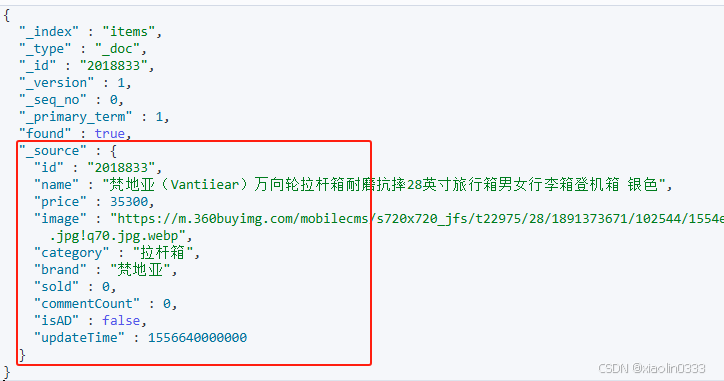 {
"_index" : "items",
"_type" : "_doc",
"_id" : "2018833",
"_version" : 1,
"_seq_no" : 0,
"_primary_term" : 1,
"found" : true,
"_source" : {
"id" : "2018833",
"name" : "梵地亚（Vantiiear）万向轮拉杆箱耐磨抗摔28英寸旅行箱男女行李箱登机箱 银色",
"price" : 35300,
"image" : "https://m.360buyimg.com/mobilecms/s720x720_jfs/t22975/28/1891373671/102544/1554e
.jpg!q70.jpg.webp",
"category" : "拉杆箱",
"brand" : "梵地亚",
"sold" : 0,
"commentCount" : 0,
"isAD" : false,
"updateTime" : 1556640000000
}
}
CSDN @xiaolin0333